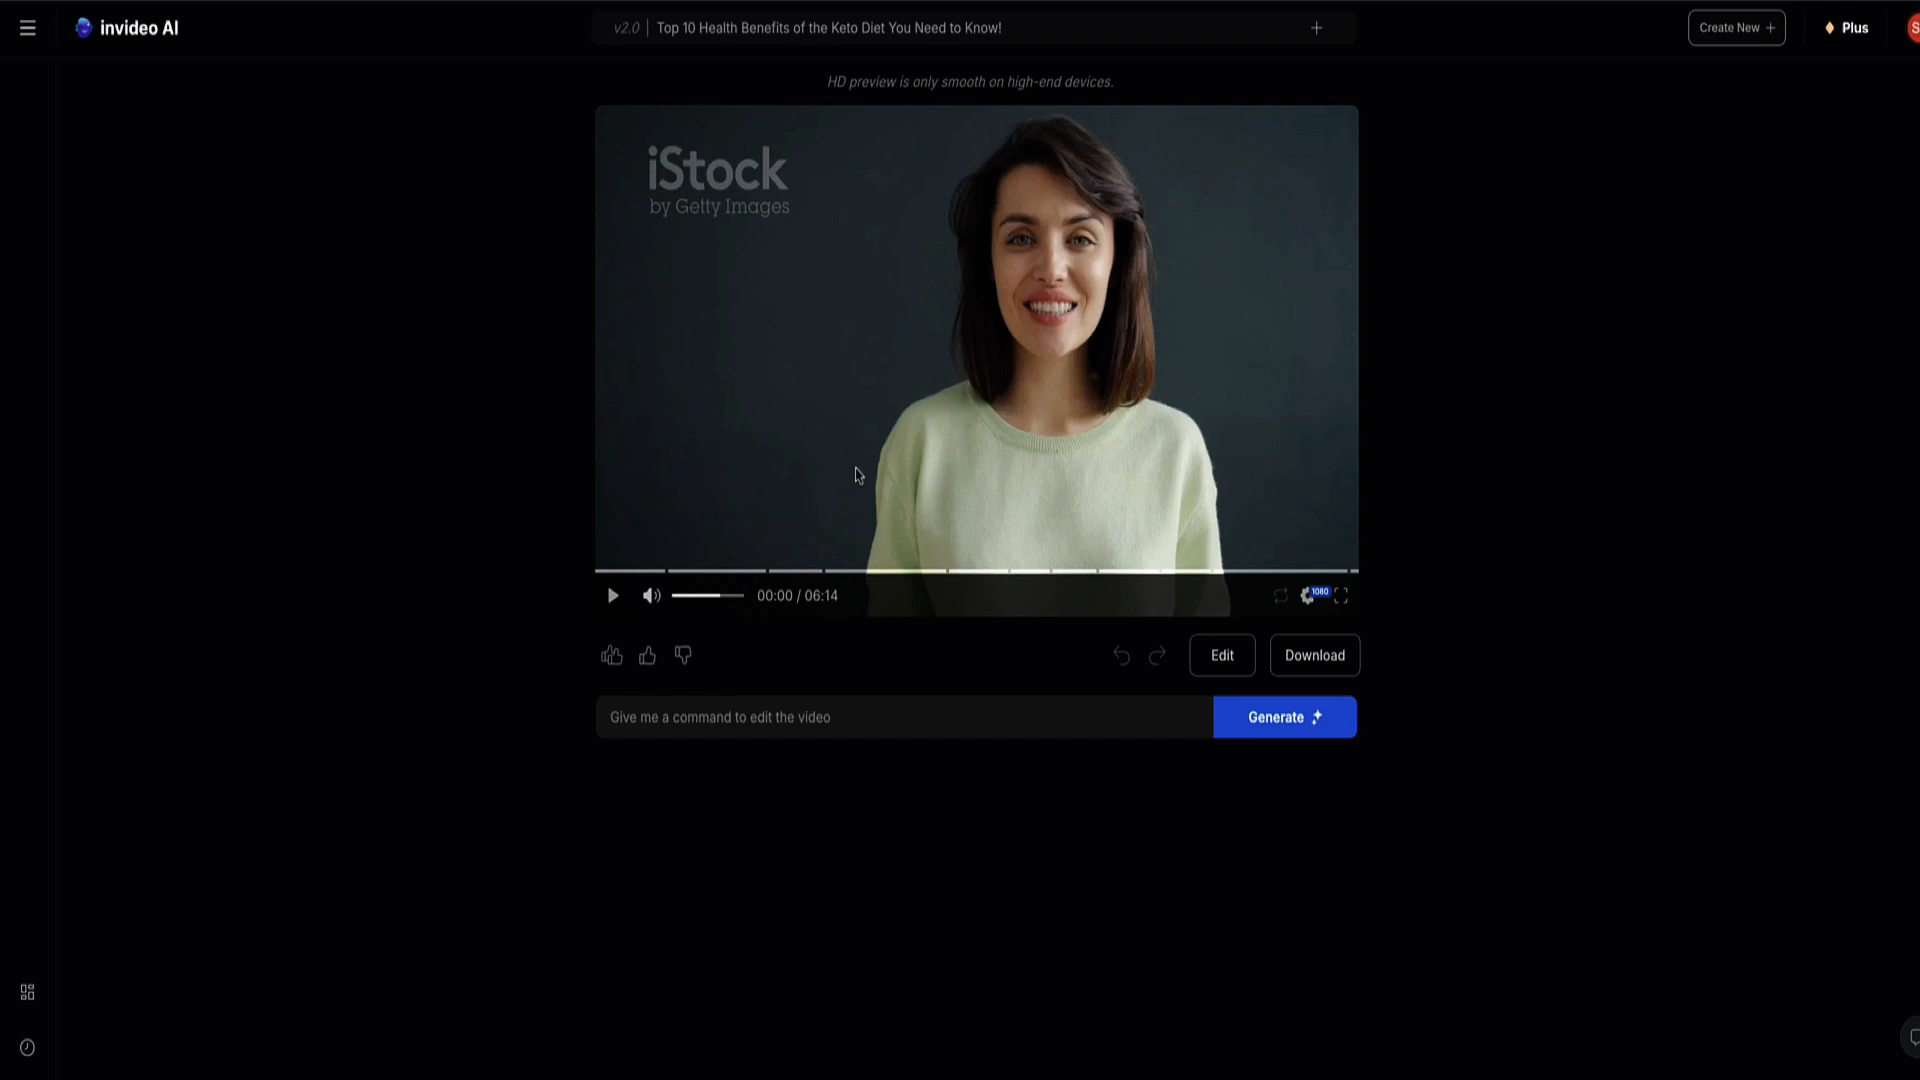 invideo AI
v2.0 | Top 10 Health Benefits of the Keto Diet You Need to Know!
Create New +
Plus
S
HD preview is only smooth on high-end devices.
iStock
by Getty Images
00:00 / 06:14
1080
Edit
Download
Give me a command to edit the video
Generate